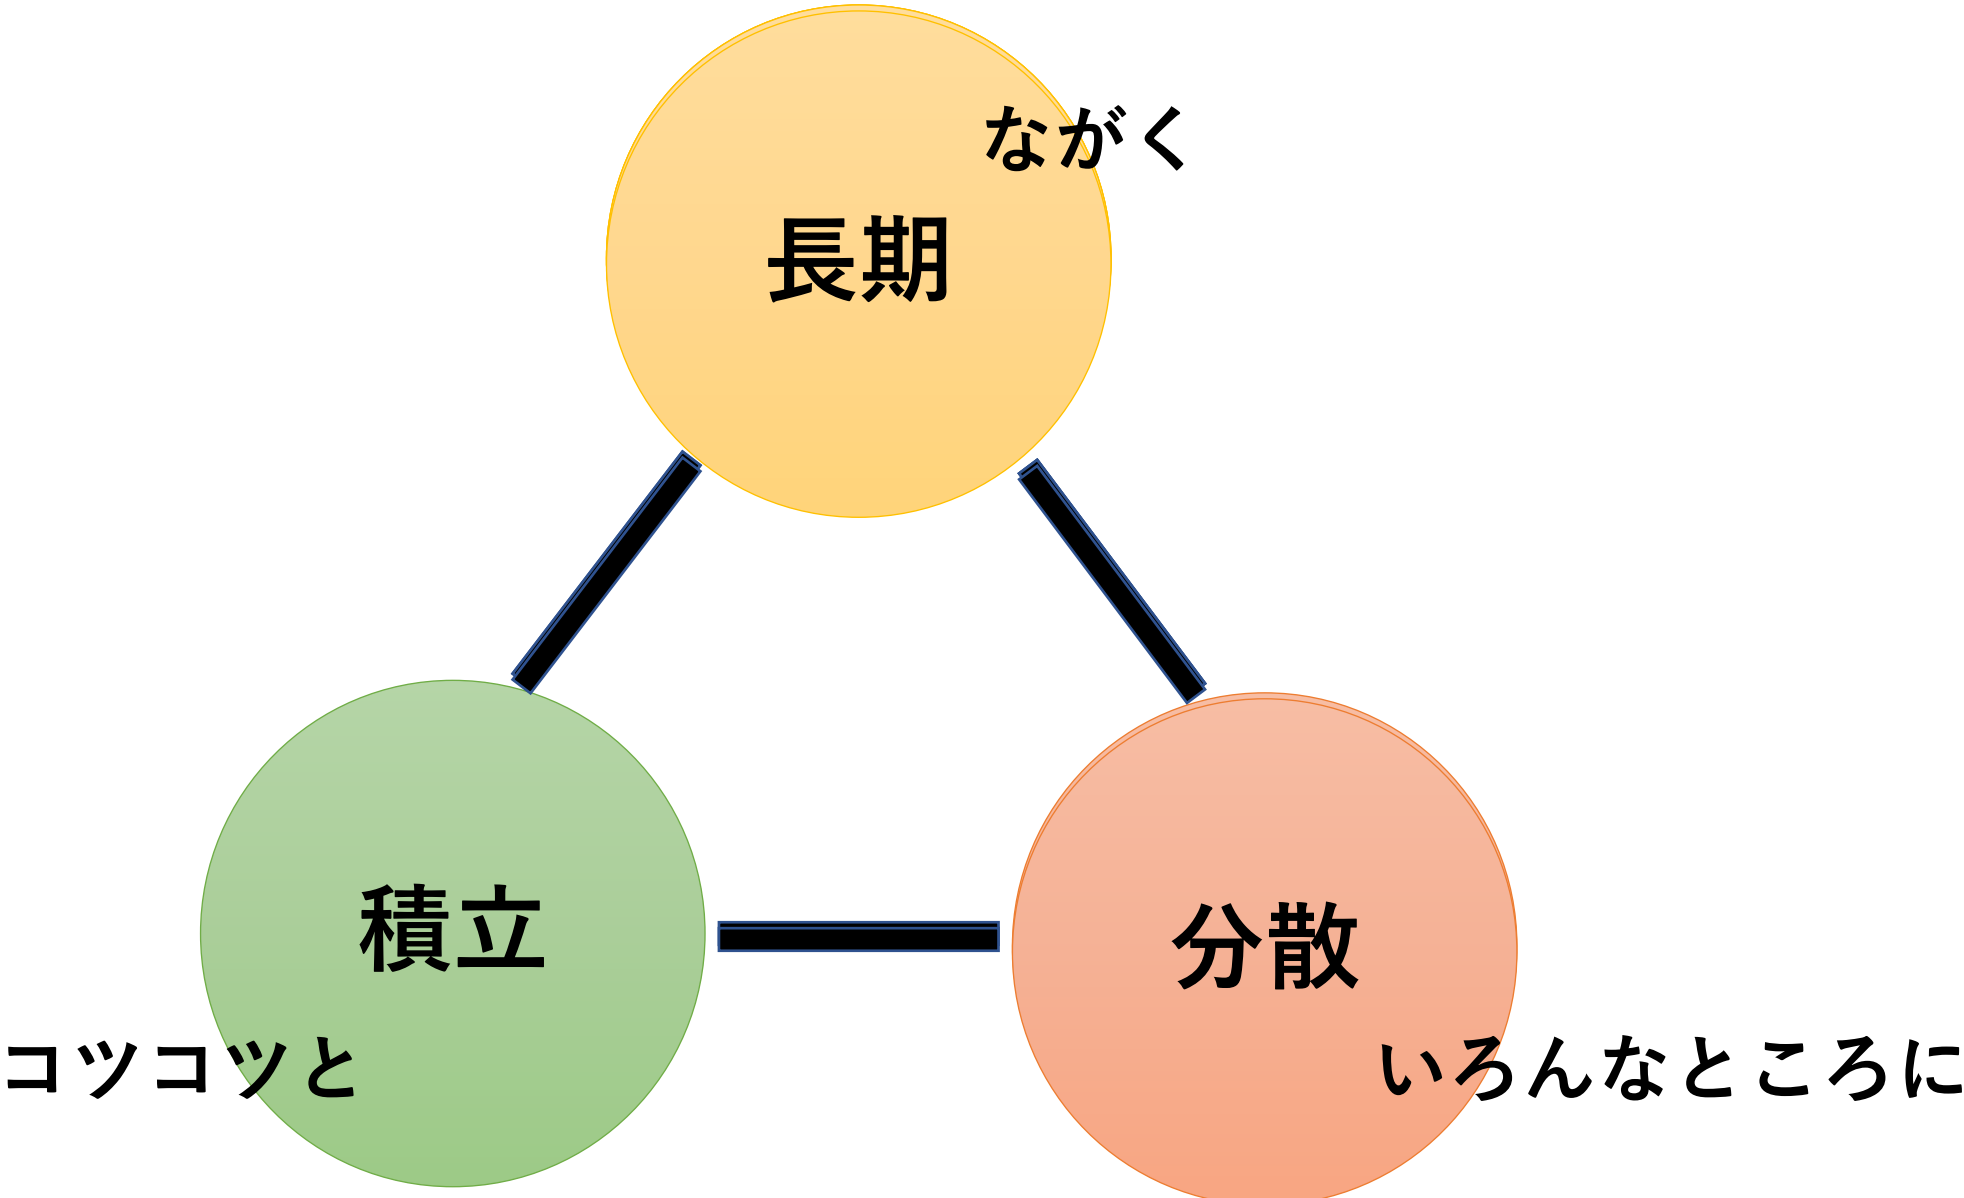 ながく
長期
積立
分散
コツコツと
いろんなところに